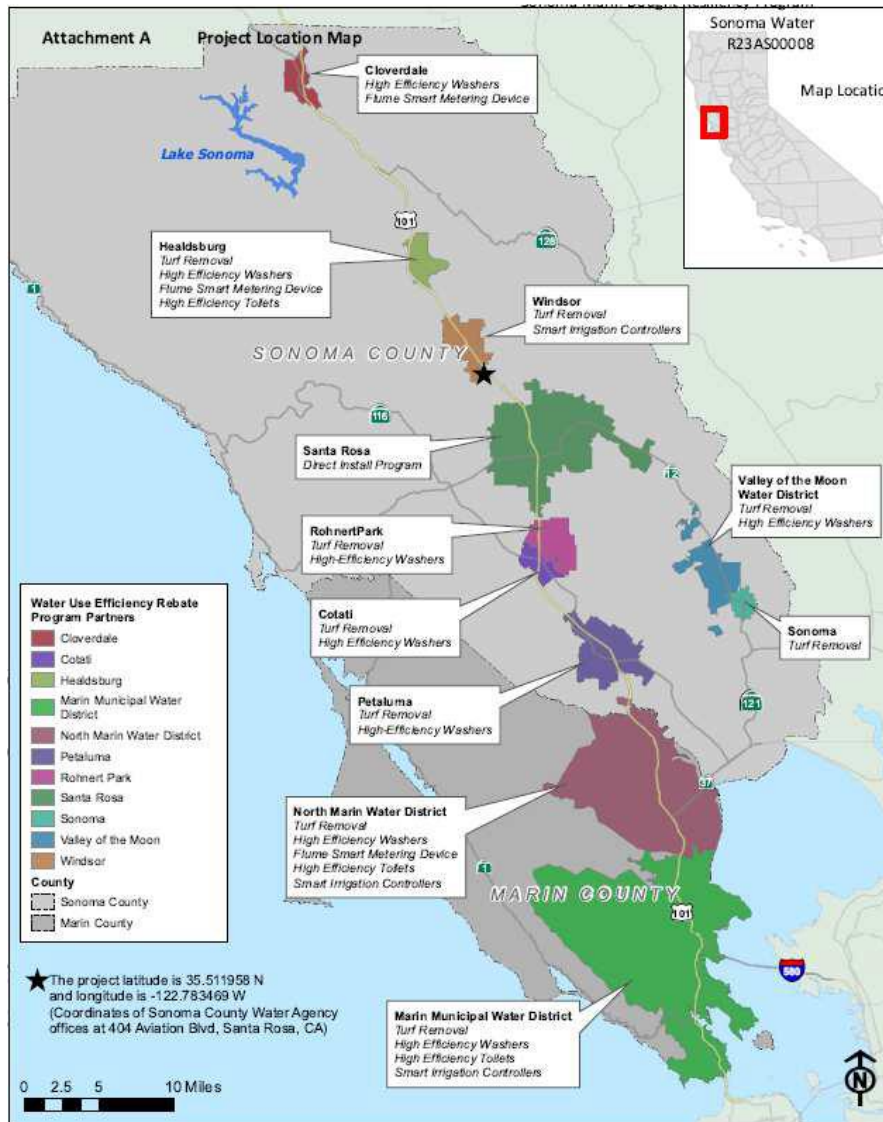 Sonoma Marin Dought Resiliency Program
Attachment A Project Location Map
Sonoma Water
R23AS00008
Map Locatio
Cloverdale
High Efficiency Washers
Flume Smart Metering Device
Lake Sonoma
101
128
Healdsburg
Turf Removal
High Efficiency Washers
Flume Smart Metering Device
High Efficiency Toilets
1
Windsor
Turf Removal
Smart Irrigation Controllers
SONOMA COUNTY
116
Santa Rosa
Direct Install Program
12
Valley of the Moon
Water District
Turf Removal
High Efficiency Washers
RohnertPark
Turf Removal
High-Efficiency Washers
Cotati
Turf Removal
High Efficiency Washers
Sonoma
Turf Removal
Petaluma
Turf Removal
High-Efficiency Washers
121
37
North Marin Water District
Turf Removal
High Efficiency Washers
Flume Smart Metering Device
High Efficiency Toilets
Smart Irrigation Controllers
1
MARIN COUNTY
101
580
Marin Municipal Water District
Turf Removal
High Efficiency Washers
High Efficiency Toilets
Smart Irrigation Controllers
Water Use Efficiency Rebate
Program Partners
Cloverdale
Cotati
Healdsburg
Marin Municipal Water
District
North Marin Water District
Petaluma
Rohnert Park
Santa Rosa
Sonoma
Valley of the Moon
Windsor
County
Sonoma County
Marin County
The project latitude is 35.511958 N
and longitude is -122.783469 W
(Coordinates of Sonoma County Water Agency
offices at 404 Aviation Blvd, Santa Rosa, CA)
0 2.5 5 10 Miles
N